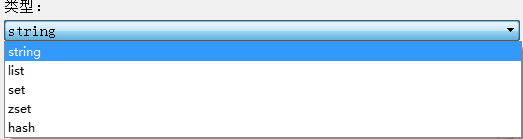 类型：
string
string
list
set
zset
hash